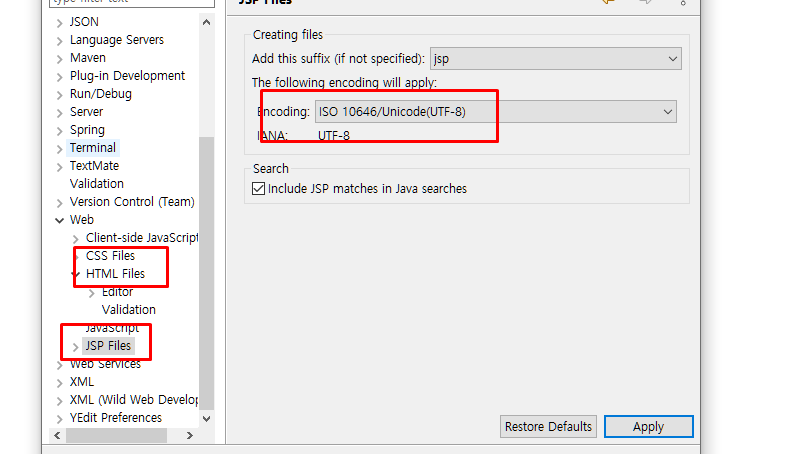 type filter text
JSP Files
JSON
Language Servers
Maven
Plug-in Development
Run/Debug
Server
Spring
Terminal
TextMate
Validation
Version Control (Team)
Web
Client-side JavaScript
CSS Files
HTML Files
Editor
Validation
JavaScript
JSP Files
Web Services
XML
XML (Wild Web Develop
YEdit Preferences
Creating files
Add this suffix (if not specified): jsp
The following encoding will apply:
Encoding: ISO 10646/Unicode(UTF-8)
IANA: UTF-8
Search
Include JSP matches in Java searches
Restore Defaults Apply